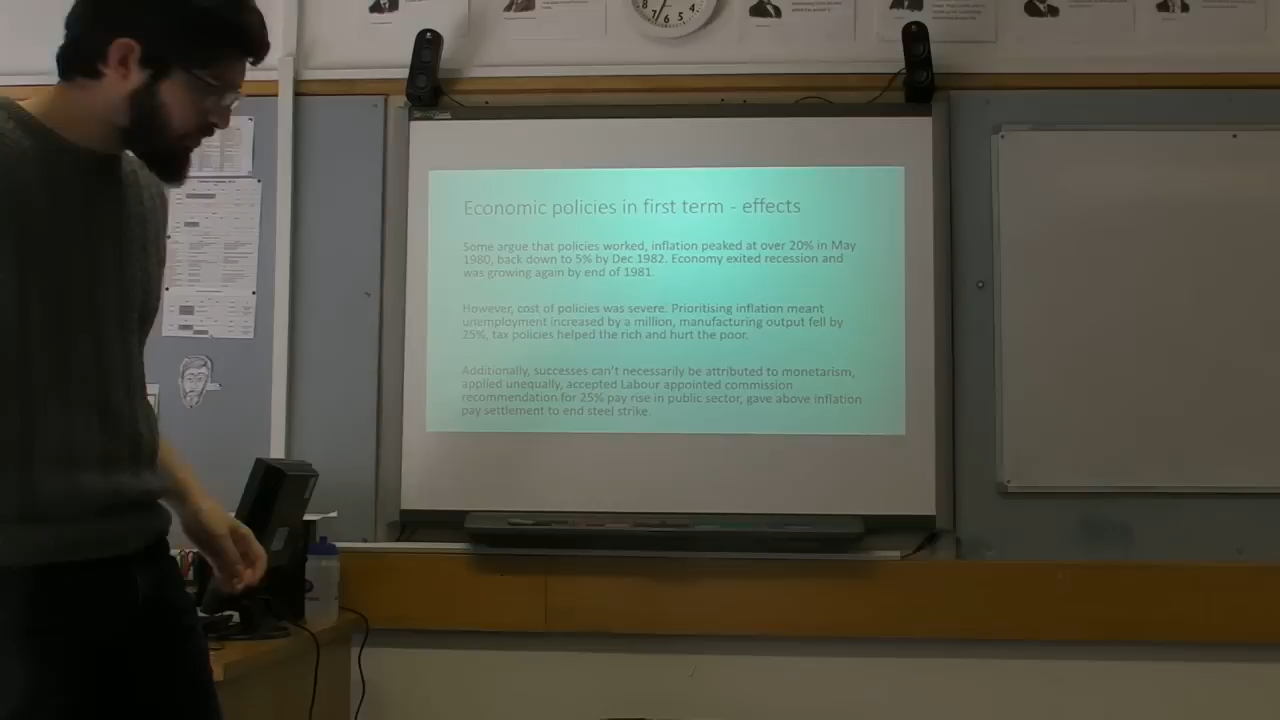 7 6 5 4
Economic policies in first term - effects
Some argue that policies worked, inflation peaked at over 20% in May
1980, back down to 5% by Dec 1982. Economy exited recession and
was growing again by end of 1981.
However, cost of policies was severe. Prioritising inflation meant
unemployment increased by a million, manufacturing output fell by
25%, tax policies helped the rich and hurt the poor.
Additionally, successes can't necessarily be attributed to monetarism,
applied unequally, accepted Labour appointed commission
recommendation for 25% pay rise in public sector, gave above inflation
pay settlement to end steel strike.